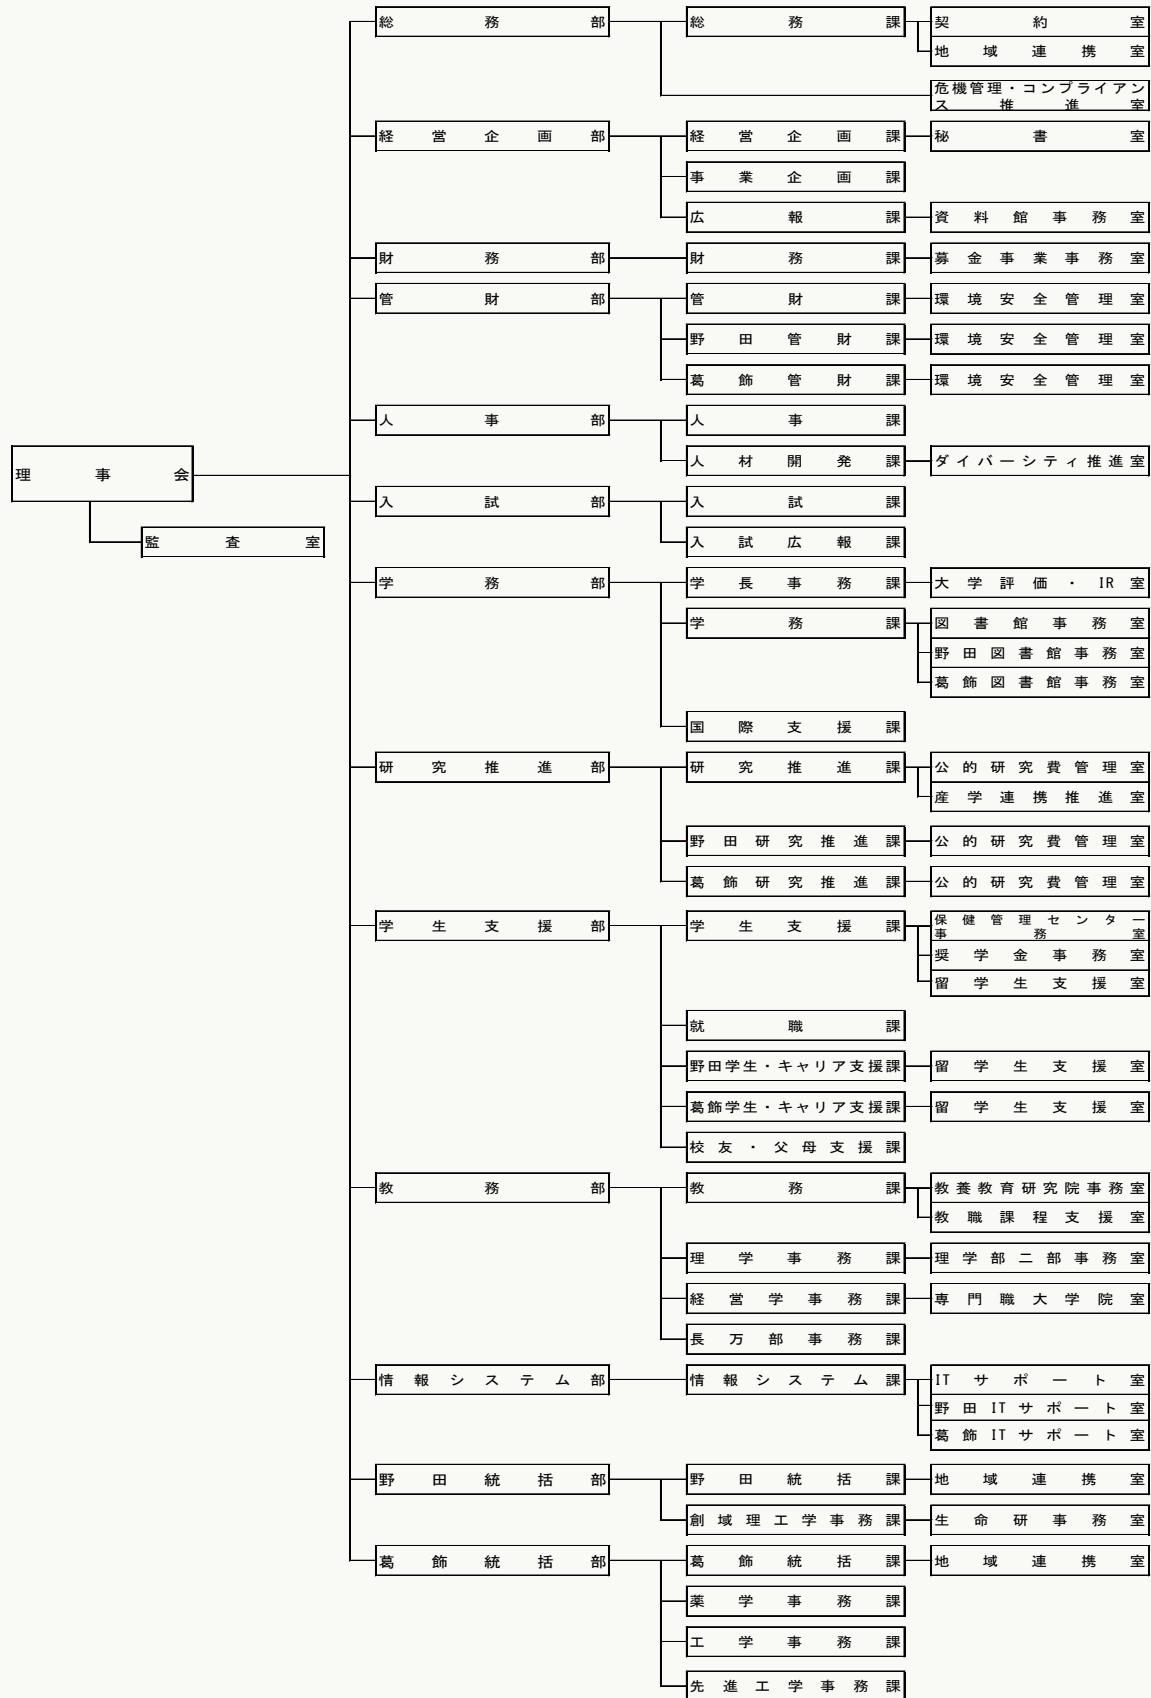 総務部 総務課 契約室
地域連携室
危機管理・コンプライアン
ス推進室
経営企画部 経営企画課 秘書室
事業企画課
広報課 資料館事務室
財務部 財務課 募金事業事務室
管財部 管財課 環境安全管理室
野田管財課 環境安全管理室
葛飾管財課 環境安全管理室
人事部 人事課
人材開発課 ダイバーシティ推進室
理事会
入試部 入試課
監査室 入試広報課
学務部 学長事務課 大学評価・IR室
学務課 図書館事務室
野田図書館事務室
葛飾図書館事務室
国際支援課
研究推進部 研究推進課 公的研究費管理室
産学連携推進室
野田研究推進課 公的研究費管理室
葛飾研究推進課 公的研究費管理室
学生支援部 学生支援課 保健管理センター
事務室
奨学金事務室
留学生支援室
就職課
野田学生・キャリア支援課 留学生支援室
葛飾学生・キャリア支援課 留学生支援室
校友・父母支援課
教務部 教務課 教養教育研究院事務室
教職課程支援室
理学事務課 理学部二部事務室
経営学事務課 専門職大学院室
長万部事務課
情報システム部 情報システム課 ITサポート室
野田ITサポート室
葛飾ITサポート室
野田統括部 野田統括課 地域連携室
創域理工学事務課 生命研事務室
葛飾統括部 葛飾統括課 地域連携室
薬学事務課
工学事務課
先進工学事務課